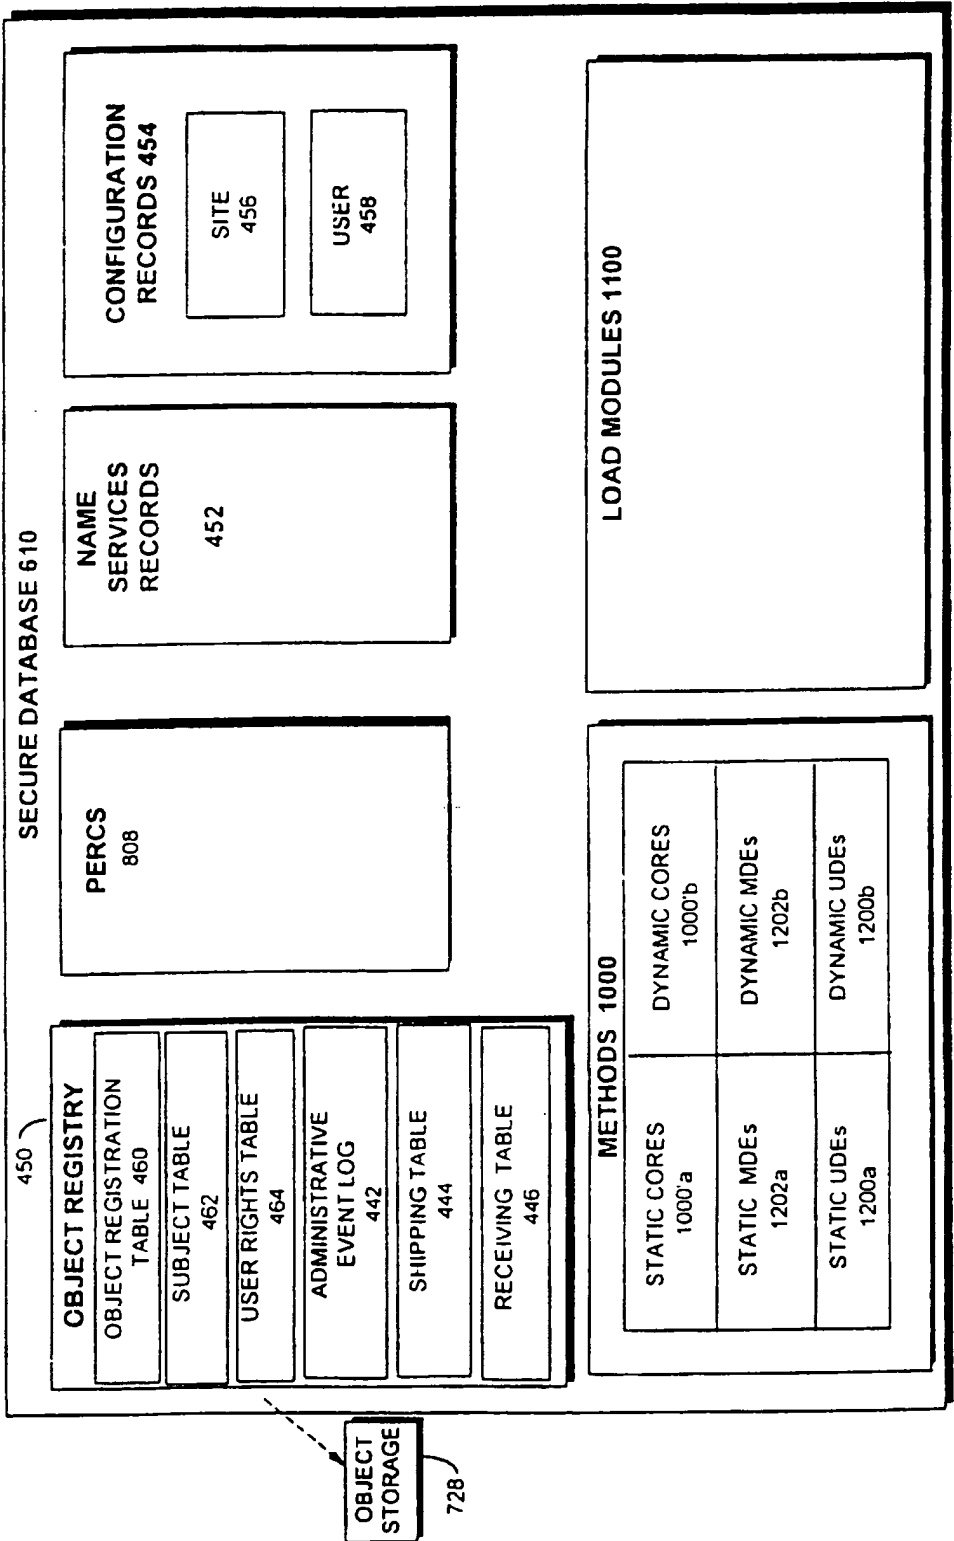 SECURE DATABASE 610
450
OBJECT REGISTRY
OBJECT REGISTRATION
TABLE 460
SUBJECT TABLE
462
USER RIGHTS TABLE
464
ADMINISTRATIVE
EVENT LOG
442
SHIPPING TABLE
444
RECEIVING TABLE
446
OBJECT
STORAGE
728
PERCS
808
NAME
SERVICES
RECORDS
452
CONFIGURATION
RECORDS 454
SITE
456
USER
458
METHODS 1000
STATIC CORES
1000'a
DYNAMIC CORES
1000'b
STATIC MDEs
1202a
DYNAMIC MDEs
1202b
STATIC UDEs
1200a
DYNAMIC UDEs
1200b
LOAD MODULES 1100